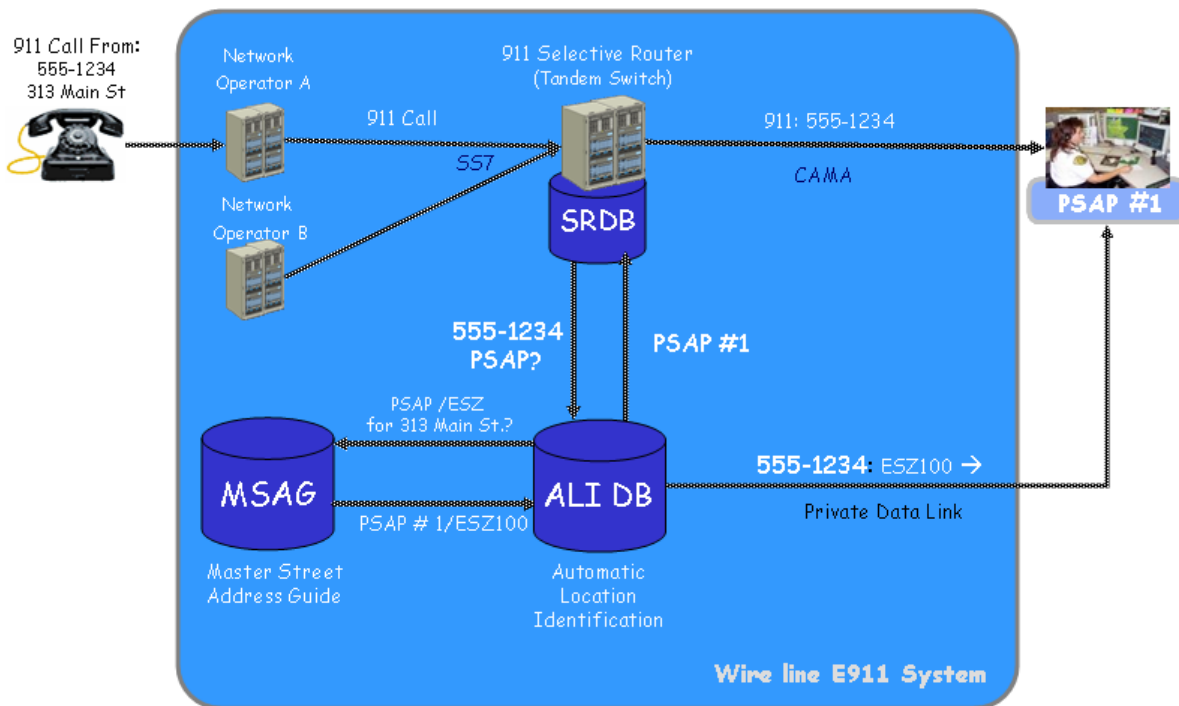 911 Call From:
555-1234
313 Main St
Network
Operator A
911 Selective Router
(Tandem Switch)
911 Call
SS7
911: 555-1234
CAMA
PSAP #1
Network
Operator B
SRDB
555-1234
PSAP?
PSAP #1
PSAP /ESZ
for 313 Main St.?
MSAG
ALI DB
PSAP # 1/ESZ100
555-1234: ESZ100 →
Private Data Link
Master Street
Address Guide
Automatic
Location
Identification
Wire line E911 System